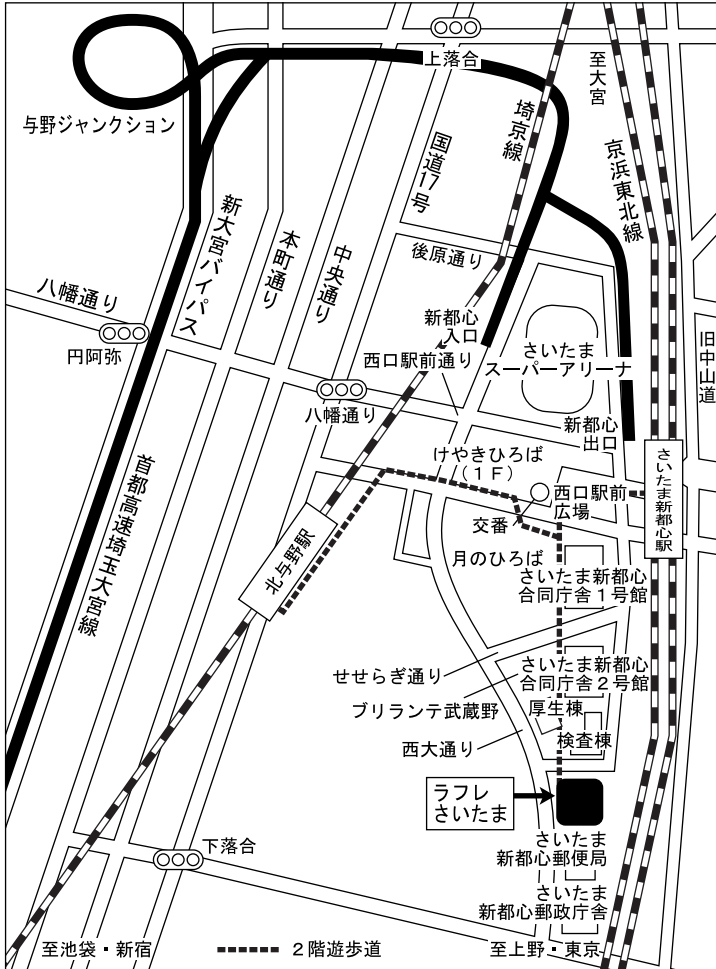 上落合
至大宮
与野ジャンクション
埼京線
国道17号
京浜東北線
新大宮バイパス
本町通り
中央通り
後原通り
八幡通り
円阿弥
新都心
入口
さいたま
スーパーアリーナ
旧中山道
西口駅前通り
八幡通り
新都心
出口
けやきひろば
（１Ｆ）
さいたま新都心駅
西口駅前
広場
交番
首都高速埼玉大宮線
北与野駅
月のひろば
さいたま新都心
合同庁舎１号館
せせらぎ通り
さいたま新都心
合同庁舎２号館
ブリランテ武蔵野
厚生棟
検査棟
西大通り
ラフレ
さいたま
さいたま
新都心郵便局
下落合
さいたま
新都心郵政庁舎
至池袋・新宿
２階遊歩道
至上野・東京